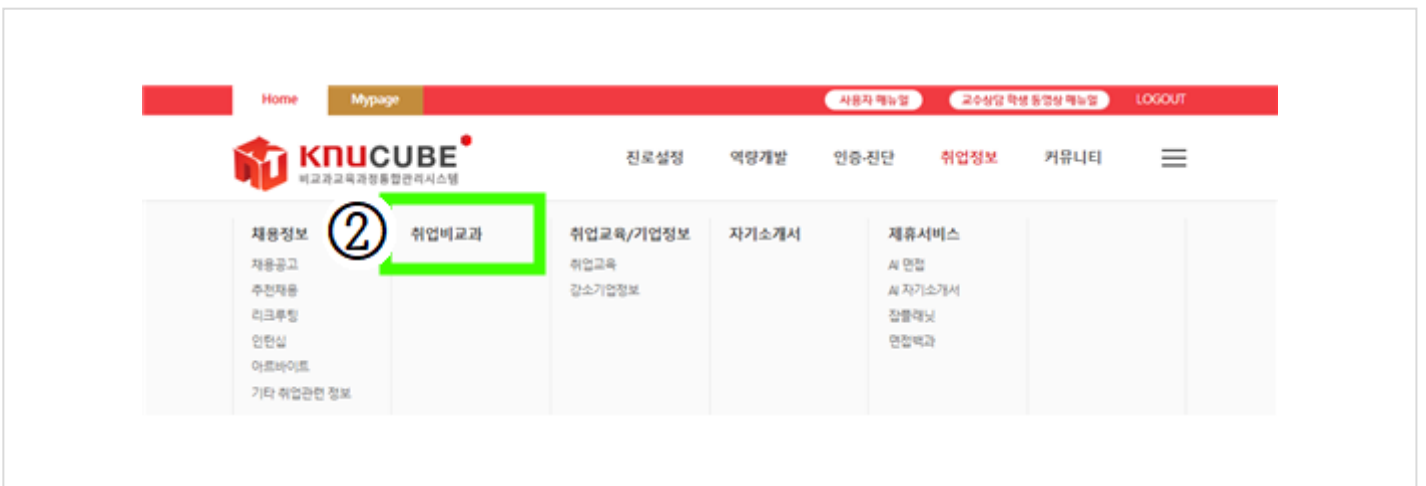 Home Mypage 사용자 매뉴얼 교수상담 학생 동영상 매뉴얼 LOGOUT
KNUCUBE 진로설정 역량개발 인증·진단 취업정보 커뮤니티
비교과교육과정통합관리시스템
채용정보 ② 취업비교과 취업교육/기업정보 자기소개서 제휴서비스
채용공고 취업교육 AI 면접
추천채용 강소기업정보 AI 자기소개서
리크루팅 잡플래닛
인턴십 면접백과
아르바이트
기타 취업관련 정보